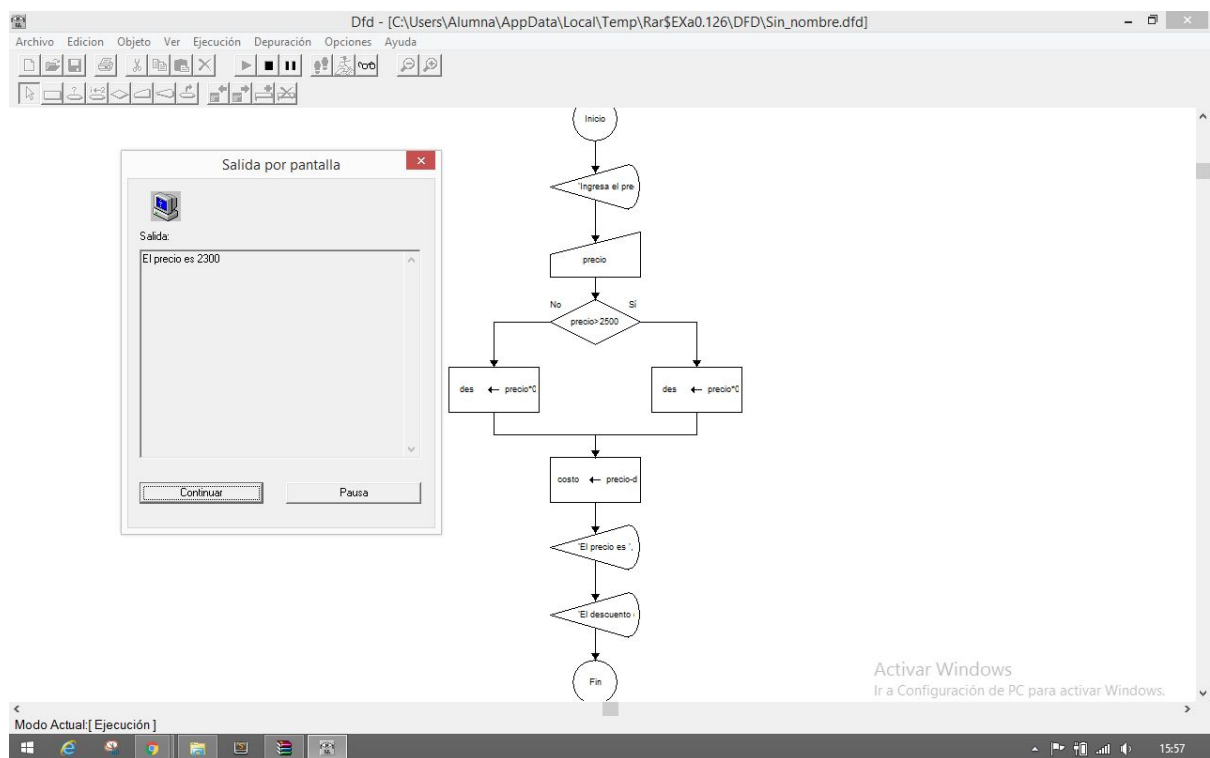 Dfd - [C:\Users\Alumna\AppData\Local\Temp\Rar$EXa0.126\DFD\Sin_nombre.dfd]
Archivo Edicion Objeto Ver Ejecución Depuración Opciones Ayuda
Inicio
'Ingresa el pre
precio
No Sí
precio>2500
des ← precio*0
des ← precio*0
costo ← precio-d
'El precio es ',
'El descuento
Fin
Salida por pantalla
Salida:
El precio es 2300
Continuar Pausa
Activar Windows
Ir a Configuración de PC para activar Windows.
Modo Actual:[ Ejecución ]
15:57